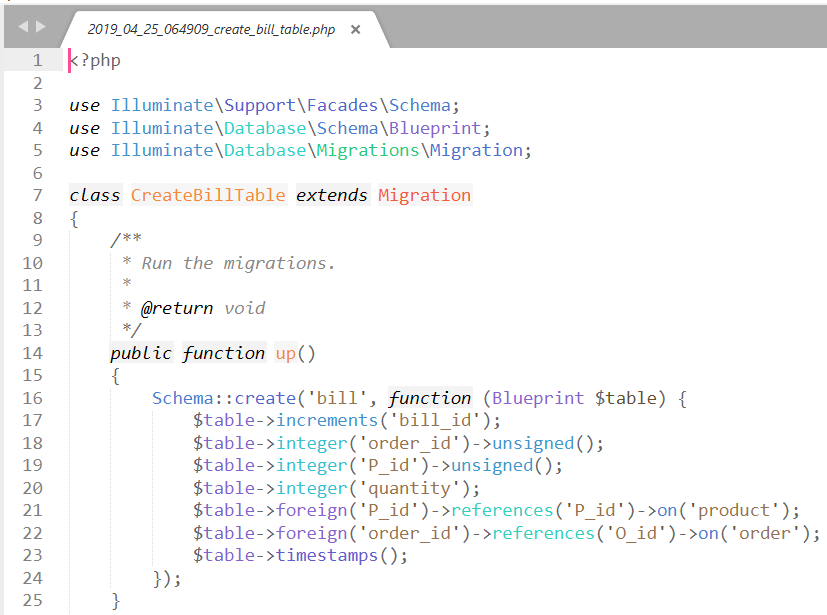 2019_04_25_064909_create_bill_table.php ×
1 <?php
2
3 use Illuminate\Support\Facades\Schema;
4 use Illuminate\Database\Schema\Blueprint;
5 use Illuminate\Database\Migrations\Migration;
6
7 class CreateBillTable extends Migration
8 {
9     /**
10      * Run the migrations.
11      *
12      * @return void
13      */
14     public function up()
15     {
16         Schema::create('bill', function (Blueprint $table) {
17             $table->increments('bill_id');
18             $table->integer('order_id')->unsigned();
19             $table->integer('P_id')->unsigned();
20             $table->integer('quantity');
21             $table->foreign('P_id')->references('P_id')->on('product');
22             $table->foreign('order_id')->references('O_id')->on('order');
23             $table->timestamps();
24         });
25     }